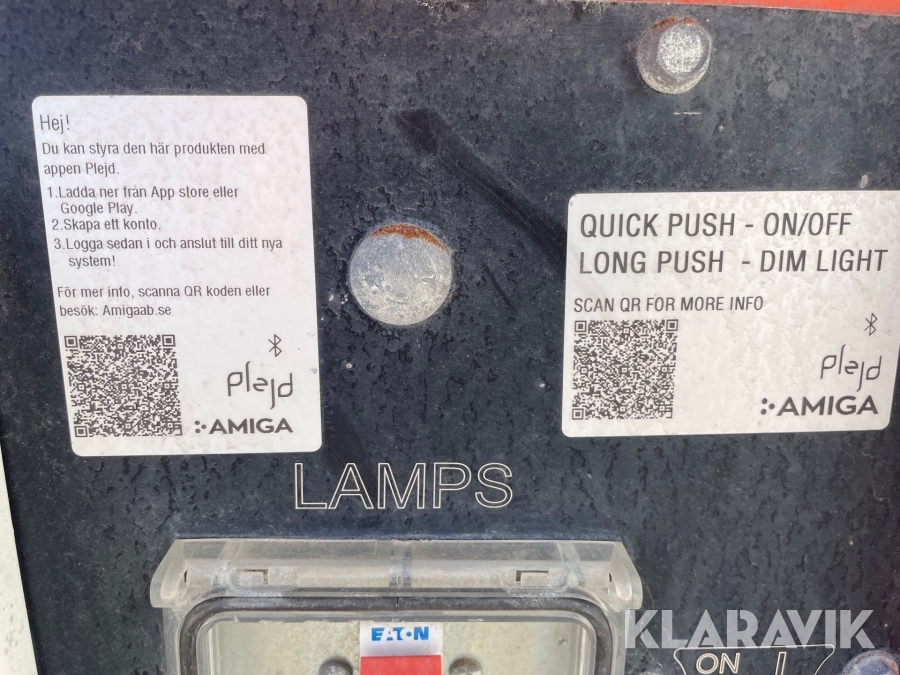 Hej!
Du kan styra den här produkten med
appen Plejd.
1.Ladda ner från App store eller
Google Play.
2.Skapa ett konto.
3.Logga sedan i och anslut till ditt nya
system!
För mer info, scanna QR koden eller
besök: Amigaab.se
Plejd
AMIGA
QUICK PUSH - ON/OFF
LONG PUSH - DIM LIGHT
SCAN QR FOR MORE INFO
Plejd
AMIGA
LAMPS
EATON
KLARAVIK
ON